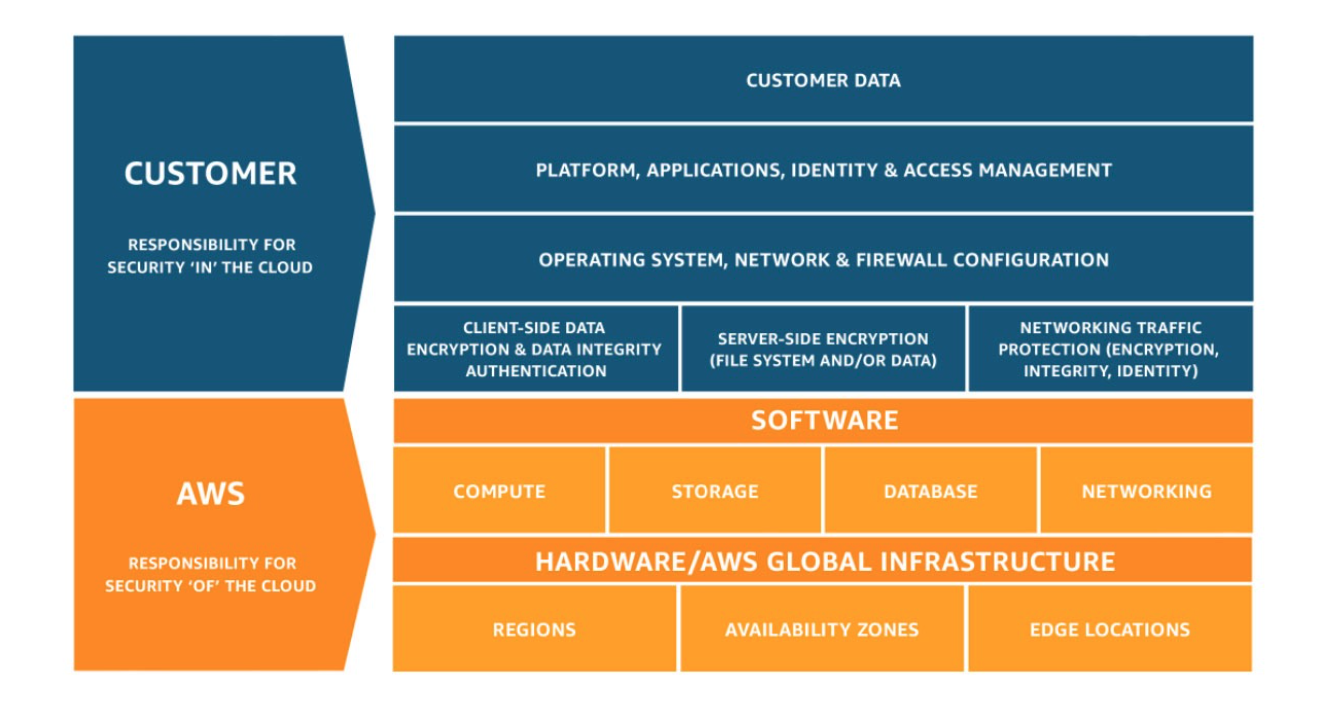 CUSTOMER
RESPONSIBILITY FOR
SECURITY ‘IN’ THE CLOUD
CUSTOMER DATA
PLATFORM, APPLICATIONS, IDENTITY & ACCESS MANAGEMENT
OPERATING SYSTEM, NETWORK & FIREWALL CONFIGURATION
CLIENT-SIDE DATA
ENCRYPTION & DATA INTEGRITY
AUTHENTICATION
SERVER-SIDE ENCRYPTION
(FILE SYSTEM AND/OR DATA)
NETWORKING TRAFFIC
PROTECTION (ENCRYPTION,
INTEGRITY, IDENTITY)
AWS
RESPONSIBILITY FOR
SECURITY ‘OF’ THE CLOUD
SOFTWARE
COMPUTE
STORAGE
DATABASE
NETWORKING
HARDWARE/AWS GLOBAL INFRASTRUCTURE
REGIONS
AVAILABILITY ZONES
EDGE LOCATIONS